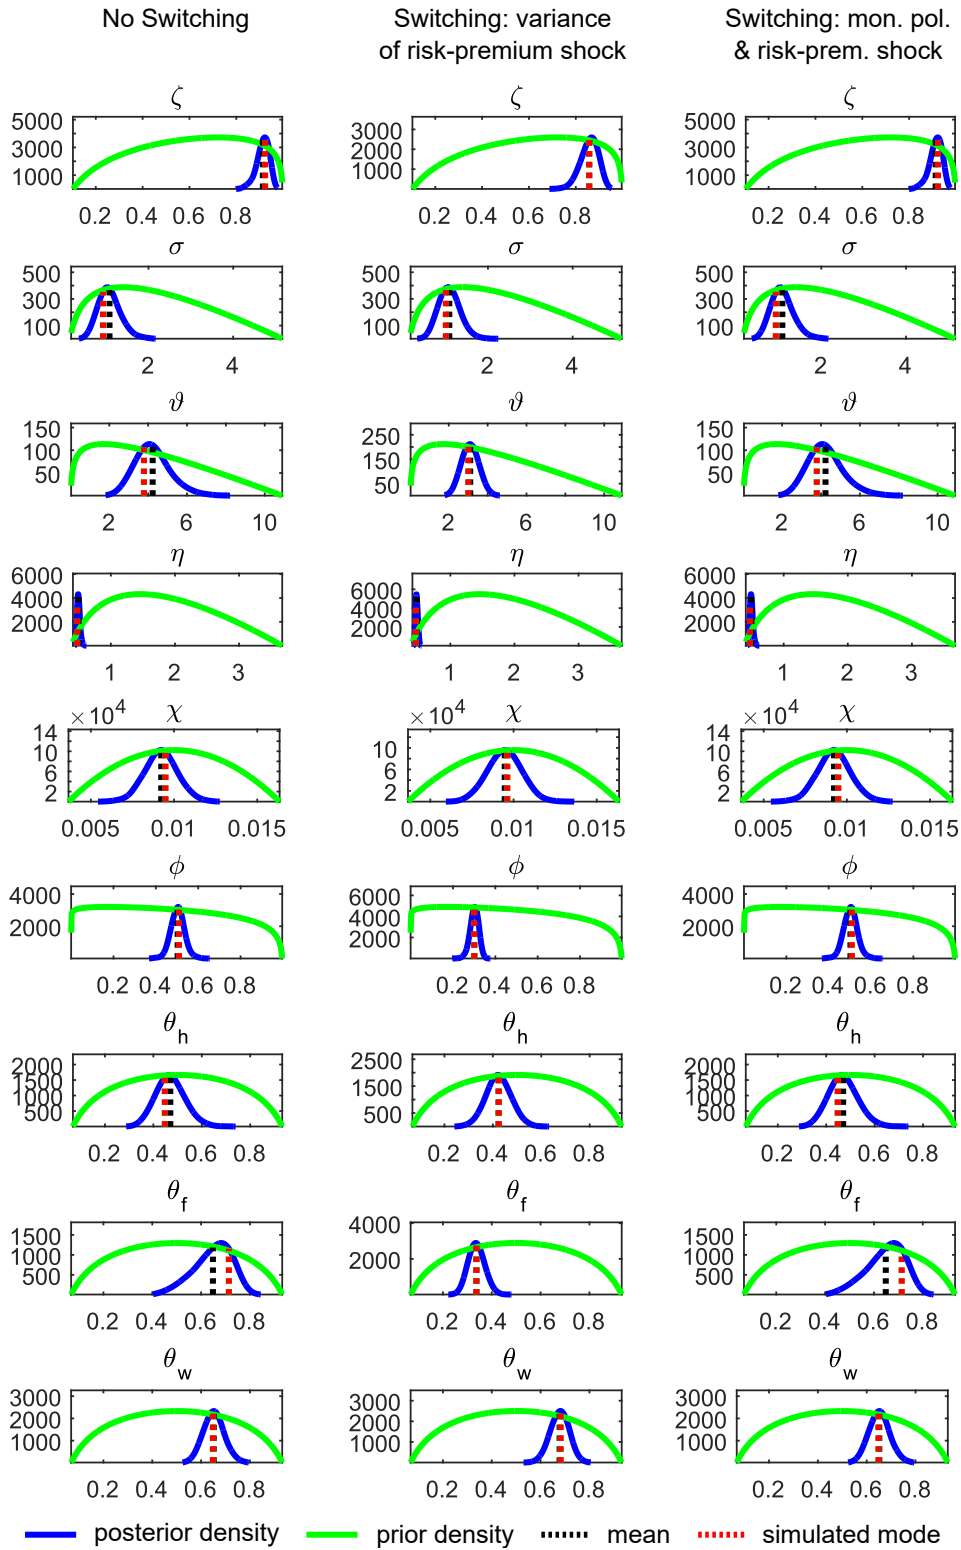 No Switching
Switching: variance
of risk-premium shock
Switching: mon. pol.
& risk-prem. shock
ζ ζ ζ
5000
3000
1000
0.2 0.4 0.6 0.8
3000
2000
1000
0.2 0.4 0.6 0.8
5000
3000
1000
0.2 0.4 0.6 0.8
σ σ σ
500
300
100
2 4
500
300
100
2 4
500
300
100
2 4
ϑ ϑ ϑ
150
100
50
2 6 10
250
150
50
2 6 10
150
100
50
2 6 10
η η η
6000
4000
2000
1 2 3
6000
4000
2000
1 2 3
6000
4000
2000
1 2 3
χ χ χ
×10⁴
14
10
6
2
0.005 0.01 0.015
×10⁴
10
6
2
0.005 0.01 0.015
×10⁴
14
10
6
2
0.005 0.01 0.015
ϕ ϕ ϕ
4000
2000
0.2 0.4 0.6 0.8
6000
4000
2000
0.2 0.4 0.6 0.8
4000
2000
0.2 0.4 0.6 0.8
θh θh θh
2000
1500
1000
500
0.2 0.4 0.6 0.8
2500
1500
500
0.2 0.4 0.6 0.8
2000
1500
1000
500
0.2 0.4 0.6 0.8
θf θf θf
1500
1000
500
0.2 0.4 0.6 0.8
4000
2000
0.2 0.4 0.6 0.8
1500
1000
500
0.2 0.4 0.6 0.8
θw θw θw
3000
2000
1000
0.2 0.4 0.6 0.8
3000
2000
1000
0.2 0.4 0.6 0.8
3000
2000
1000
0.2 0.4 0.6 0.8
posterior density prior density mean simulated mode